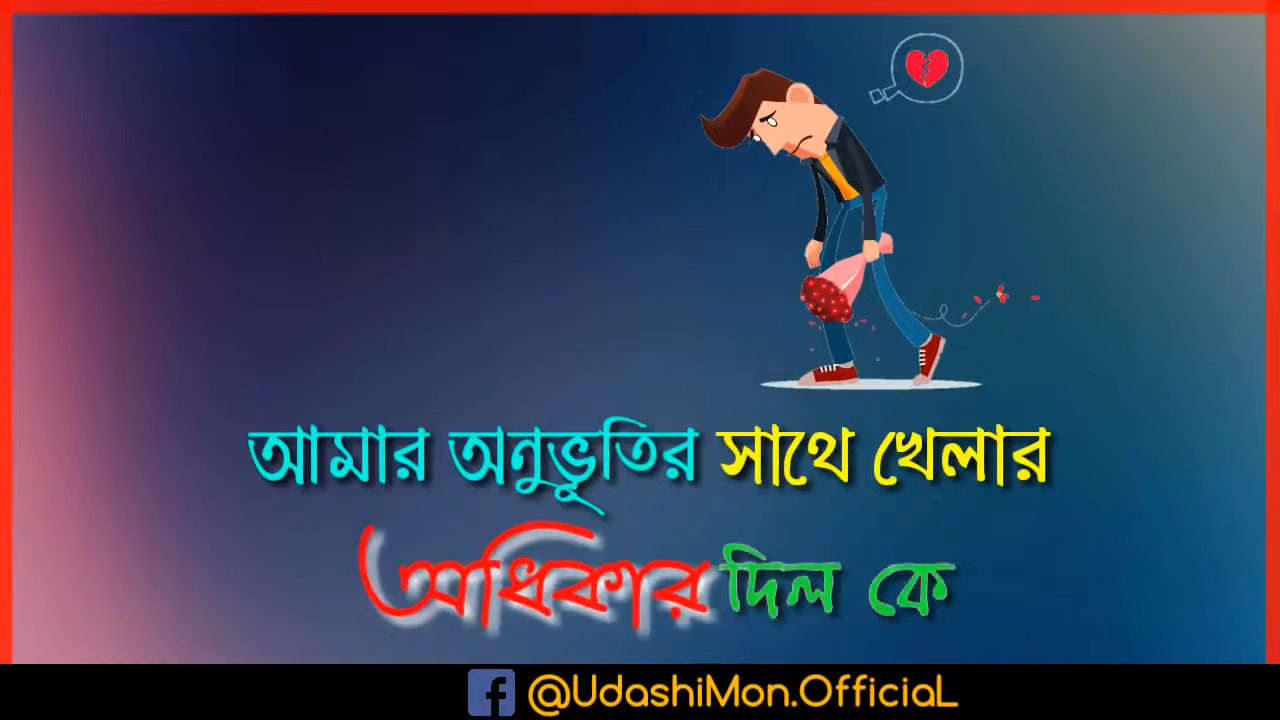 আমার অনুভূতির সাথে খেলার
অধিকার দিল কে
@UdashiMon.OfficiaL